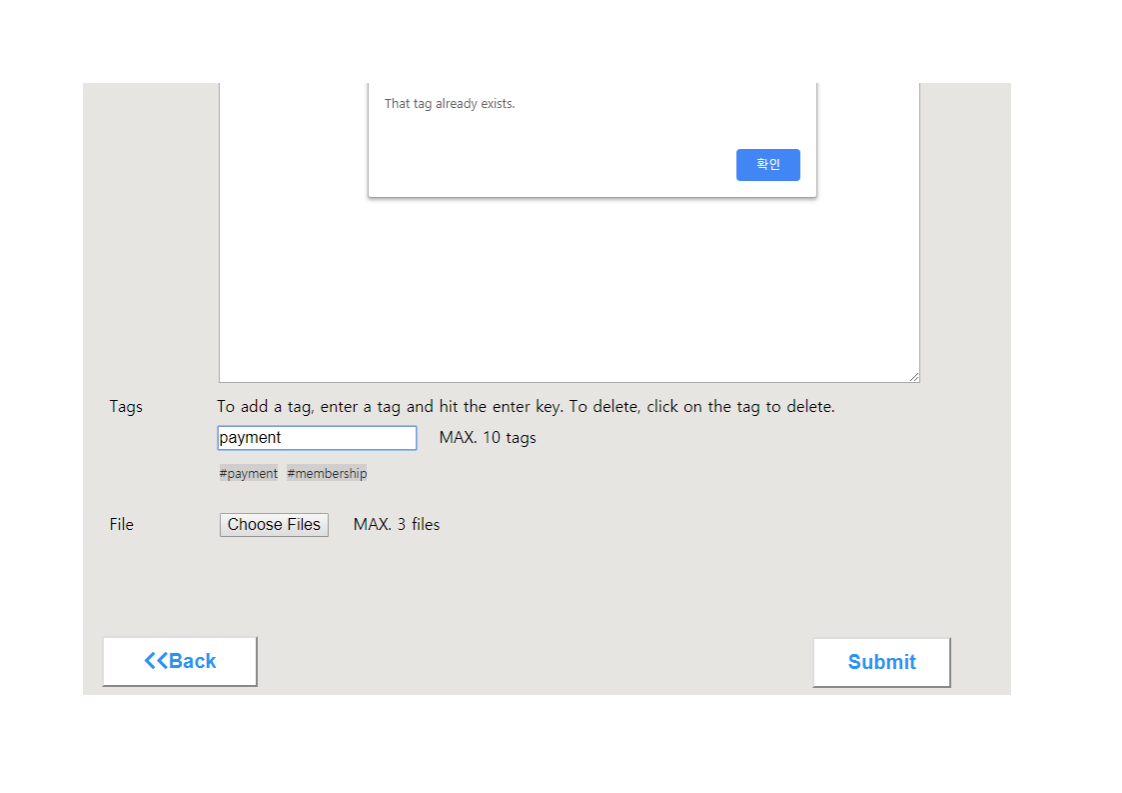 That tag already exists.
확인
Tags To add a tag, enter a tag and hit the enter key. To delete, click on the tag to delete.
payment MAX. 10 tags
#payment #membership
File Choose Files MAX. 3 files
<<Back Submit